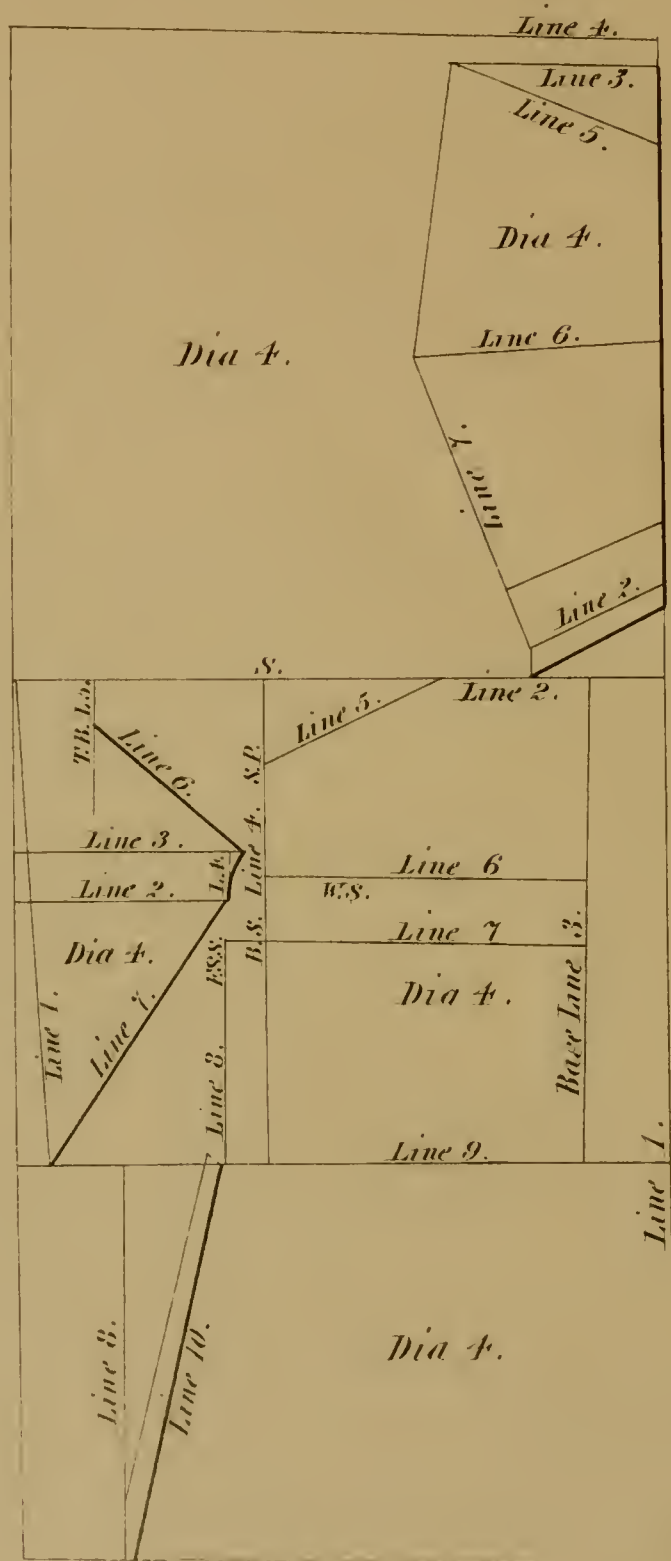 Line 4.
Line 3.
Line 5.
Dia 4.
Line 6.
Dia 4.
Line 7.
Line 2.
S.
Line 2.
T.B. L5.
Line 6.
Line 5.
S.P.
Line 3.
L.F.
Line 4.
Line 6
Line 2.
W.S.
B.S.
Line 7
Base Line 3.
Dia 4.
F.S.S.
Dia 4.
Line 1.
Line 7.
Line 8.
Line 9.
Line 1.
Line 8.
Line 10.
Dia 4.